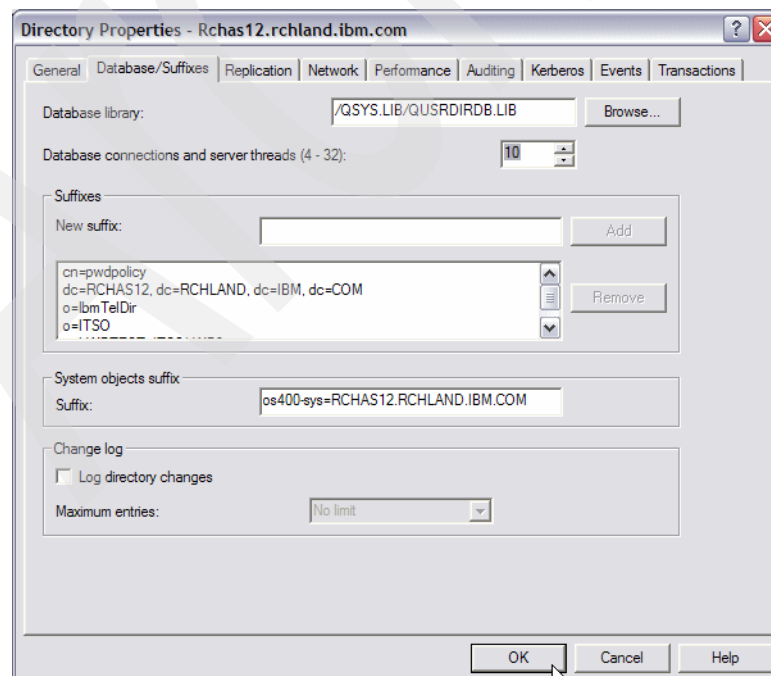 Directory Properties - Rchas12.rchland.ibm.com
General Database/Suffixes Replication Network Performance Auditing Kerberos Events Transactions
Database library: /QSYS.LIB/QUSRDIRDB.LIB Browse...
Database connections and server threads (4 - 32): 10
Suffixes
New suffix: Add
cn=pwdpolicy
dc=RCHAS12, dc=RCHLAND, dc=IBM, dc=COM
o=IbmTelDir
o=ITSO
Remove
System objects suffix
Suffix: os400-sys=RCHAS12.RCHLAND.IBM.COM
Change log
Log directory changes
Maximum entries: No limit
OK Cancel Help